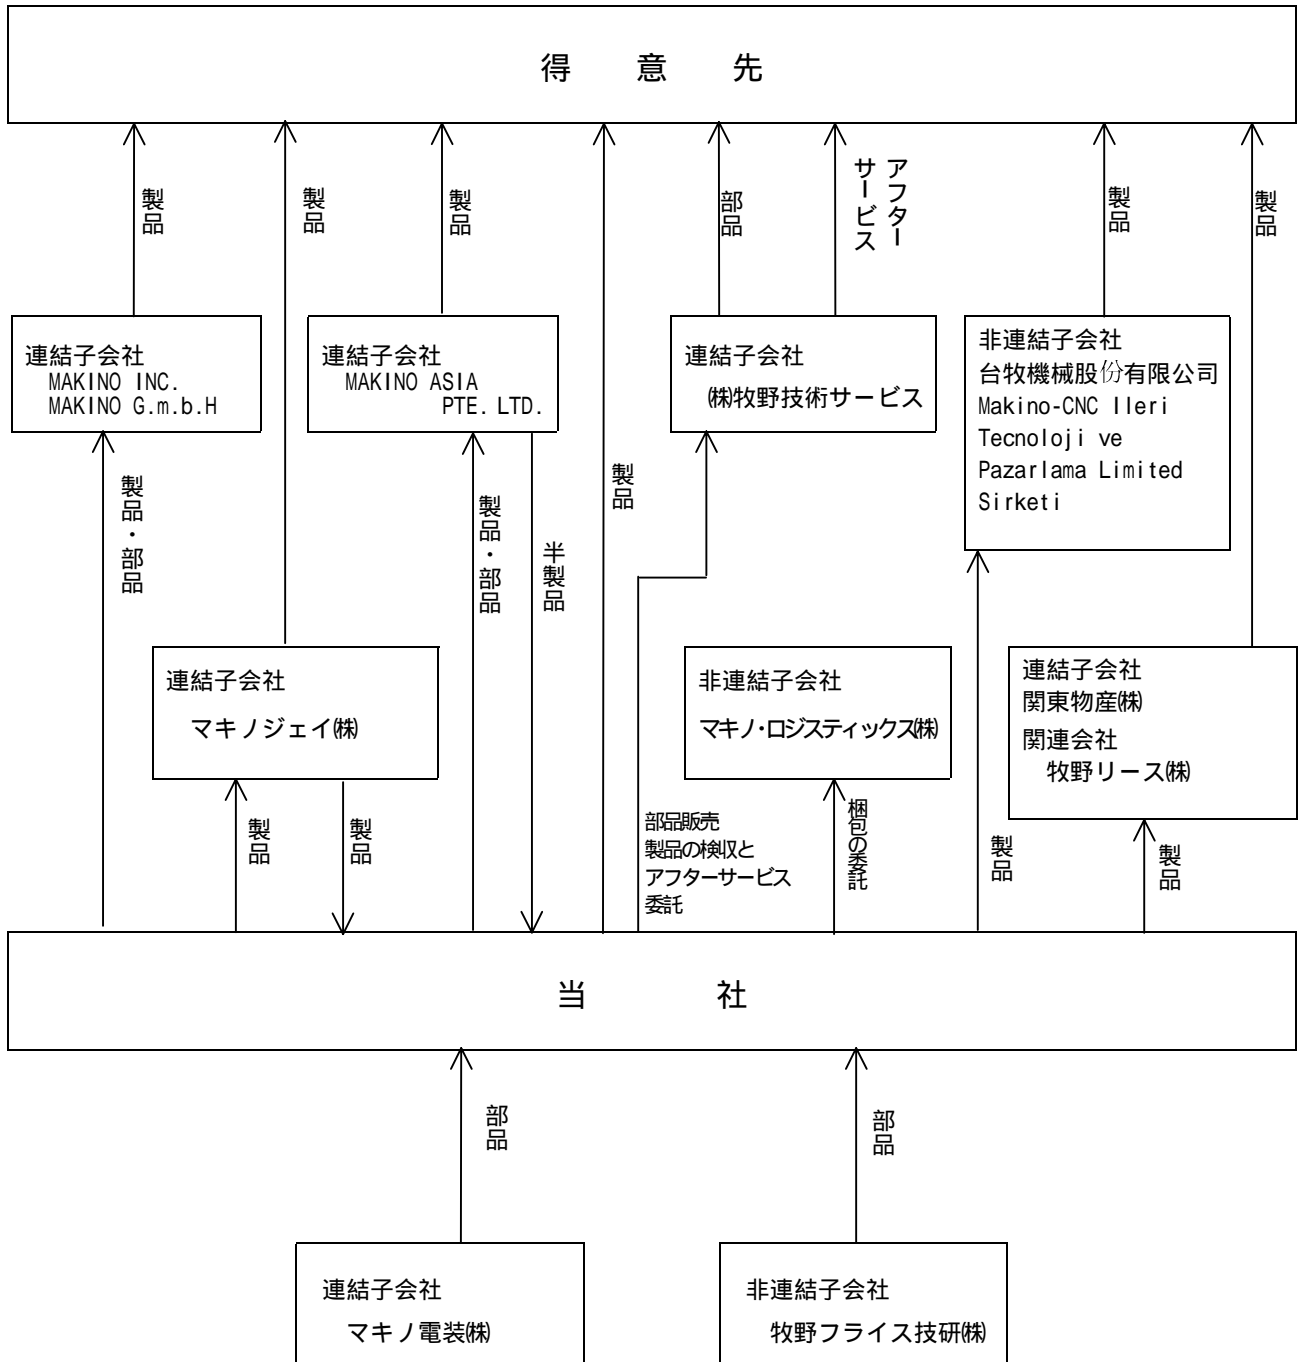 得意先
製品
製品
製品
部品
アフター
サービス
製品
製品
連結子会社
MAKINO INC.
MAKINO G.m.b.H
連結子会社
MAKINO ASIA
PTE. LTD.
連結子会社
㈱牧野技術サービス
非連結子会社
台牧機械股份有限公司
Makino-CNC Ileri
Tecnoloji ve
Pazarlama Limited
Sirketi
製品・部品
製品・部品
半製品
製品
連結子会社
マキノジェイ㈱
非連結子会社
マキノ・ロジスティックス㈱
連結子会社
関東物産㈱
関連会社
牧野リース㈱
製品
製品
部品販売
製品の検収と
アフターサービス
委託
梱包の委託
製品
製品
当社
部品
部品
連結子会社
マキノ電装㈱
非連結子会社
牧野フライス技研㈱